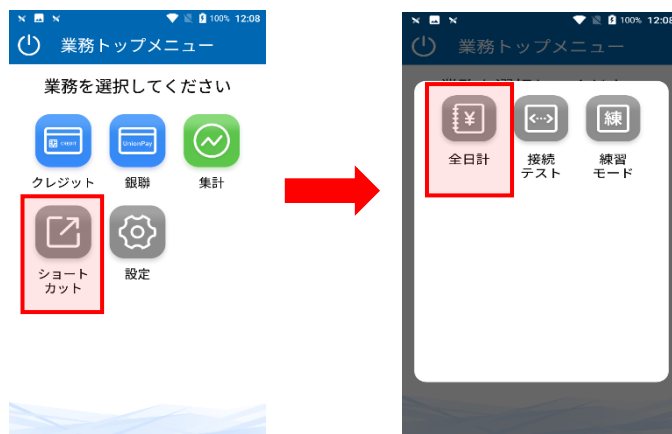 100% 12:08
業務トップメニュー
業務を選択してください
CREDIT
UnionPay
クレジット
銀聯
集計
ショート
カット
設定
100% 12:08
業務トップメニュー
¥
<…>
練
全日計
接続
テスト
練習
モード